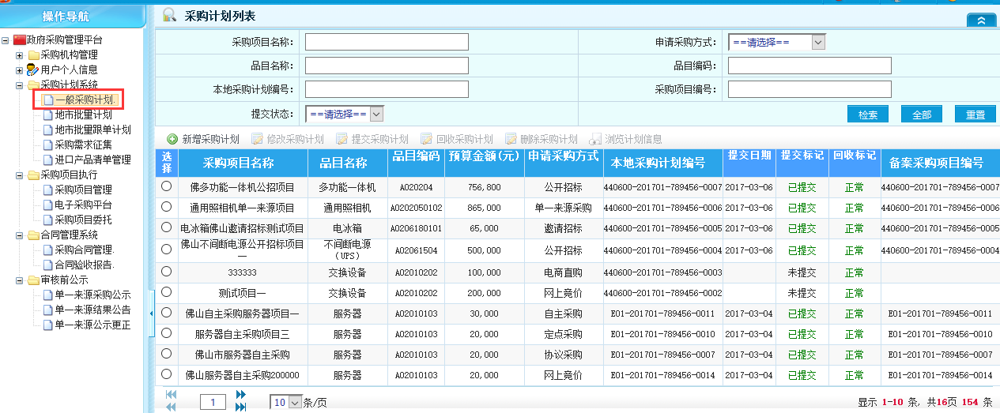 操作导航
政府采购管理平台
采购机构管理
用户个人信息
采购计划系统
一般采购计划.
地市批量计划
地市批量跟单计划
采购需求征集
进口产品清单管理
采购项目执行
采购项目管理
电子采购平台
采购项目委托
合同管理系统
采购合同管理.
合同验收报告.
审核前公示
单一来源采购公示
单一来源结果公告
单一来源公示更正
采购计划列表
采购项目名称： 申请采购方式： ==请选择==
品目名称： 品目编码：
本地采购计划编号： 采购项目编号：
提交状态： ==请选择== 检索 全部 重置
新增采购计划 修改采购计划 提交采购计划 回收采购计划 删除采购计划 浏览计划信息
选择 采购项目名称 品目名称 品目编码 预算金额(元) 申请采购方式 本地采购计划编号 提交日期 提交标记 回收标记 备案采购项目编号
佛多功能一体机公招项目 多功能一体机 A020204 756,800 公开招标 440600-201701-789456-0007 2017-03-06 已提交 正常 440600-201701-789456-0007
通用照相机单一来源项目 通用照相机 A0202050102 865,000 单一来源采购 440600-201701-789456-0006 2017-03-06 已提交 正常 440600-201701-789456-0006
电冰箱佛山邀请招标测试项目 电冰箱 A0206180101 65,000 邀请招标 440600-201701-789456-0005 2017-03-06 已提交 正常 440600-201701-789456-0005
佛山不间断电源公开招标项目一 不间断电源（UPS） A02061504 500,000 公开招标 440600-201701-789456-0004 2017-03-06 已提交 正常 440600-201701-789456-0004
333333 交换设备 A02010202 100,000 电商直购 440600-201701-789456-0003 未提交 正常
测试项目一 交换设备 A02010202 200,000 网上竞价 440600-201701-789456-0002 未提交 正常
佛山自主采购服务器项目一 服务器 A02010103 30,000 自主采购 E01-201701-789456-0011 2017-03-04 已提交 正常 E01-201701-789456-0011
服务器自主采购项目三 服务器 A02010103 20,000 定点采购 E01-201701-789456-0010 2017-03-04 已提交 正常 E01-201701-789456-0010
佛山市服务器自主采购 服务器 A02010103 20,000 协议采购 E01-201701-789456-0007 2017-03-04 已提交 正常 E01-201701-789456-0007
佛山服务器自主采购200000 服务器 A02010103 20,000 网上竞价 E01-201701-789456-0014 2017-03-04 已提交 正常 E01-201701-789456-0014
1 10 条/页 显示 1-10 条, 共16页 154 条